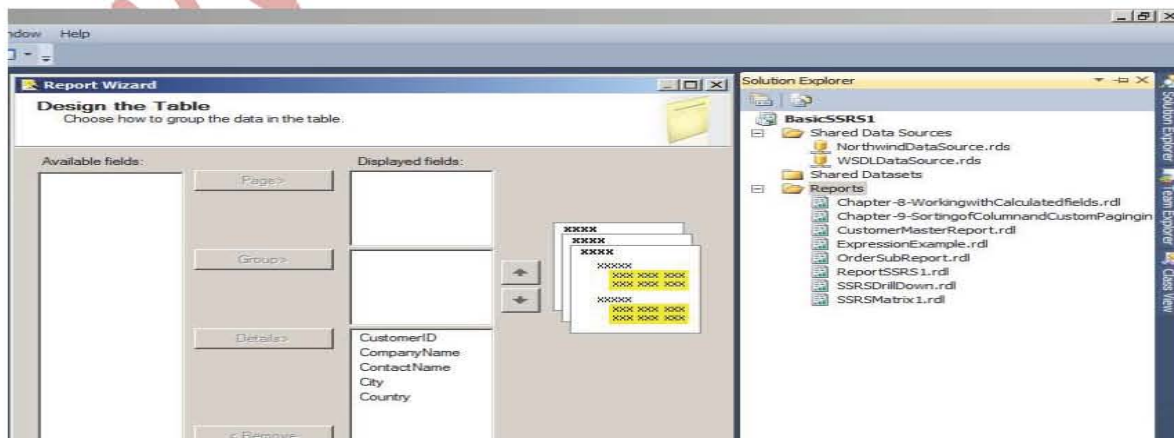 ndow Help
Report Wizard
Design the Table
Choose how to group the data in the table.
Available fields:
Displayed fields:
Page>
Group>
Details>
< Remove
CustomerID
CompanyName
ContactName
City
Country
xxxx
xxxx
xxxx
xxxxx
xxx xxx xxx
xxx xxx xxx
xxxxx
xxx xxx xxx
xxx xxx xxx
Solution Explorer
BasicSSRS1
Shared Data Sources
NorthwindDataSource.rds
WSDLDataSource.rds
Shared Datasets
Reports
Chapter-8-WorkingwithCalculatedfields.rdl
Chapter-9-SortingofColumnandCustomPagingin
CustomerMasterReport.rdl
ExpressionExample.rdl
OrderSubReport.rdl
ReportSSRS1.rdl
SSRSDrillDown.rdl
SSRSMatrix1.rdl
Solution Explorer
Team Explorer
Class View